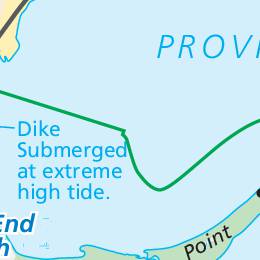 PROVI
Dike
Submerged
at extreme
high tide.
End
h
Point